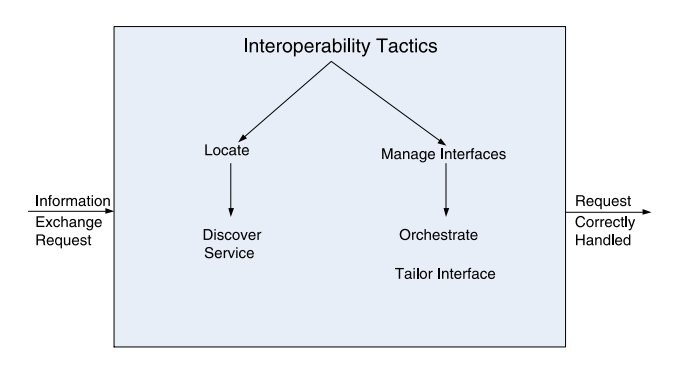 Interoperability Tactics
Locate
Manage Interfaces
Information
Exchange
Request
Discover
Service
Orchestrate
Tailor Interface
Request
Correctly
Handled